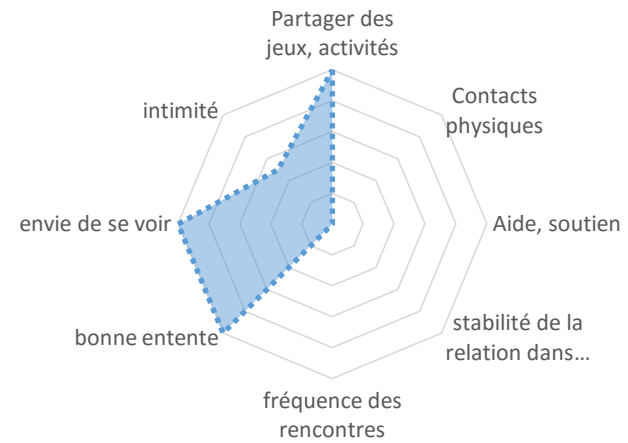 Partager des
jeux, activités
Contacts
physiques
Aide, soutien
stabilité de la
relation dans…
fréquence des
rencontres
bonne entente
envie de se voir
intimité